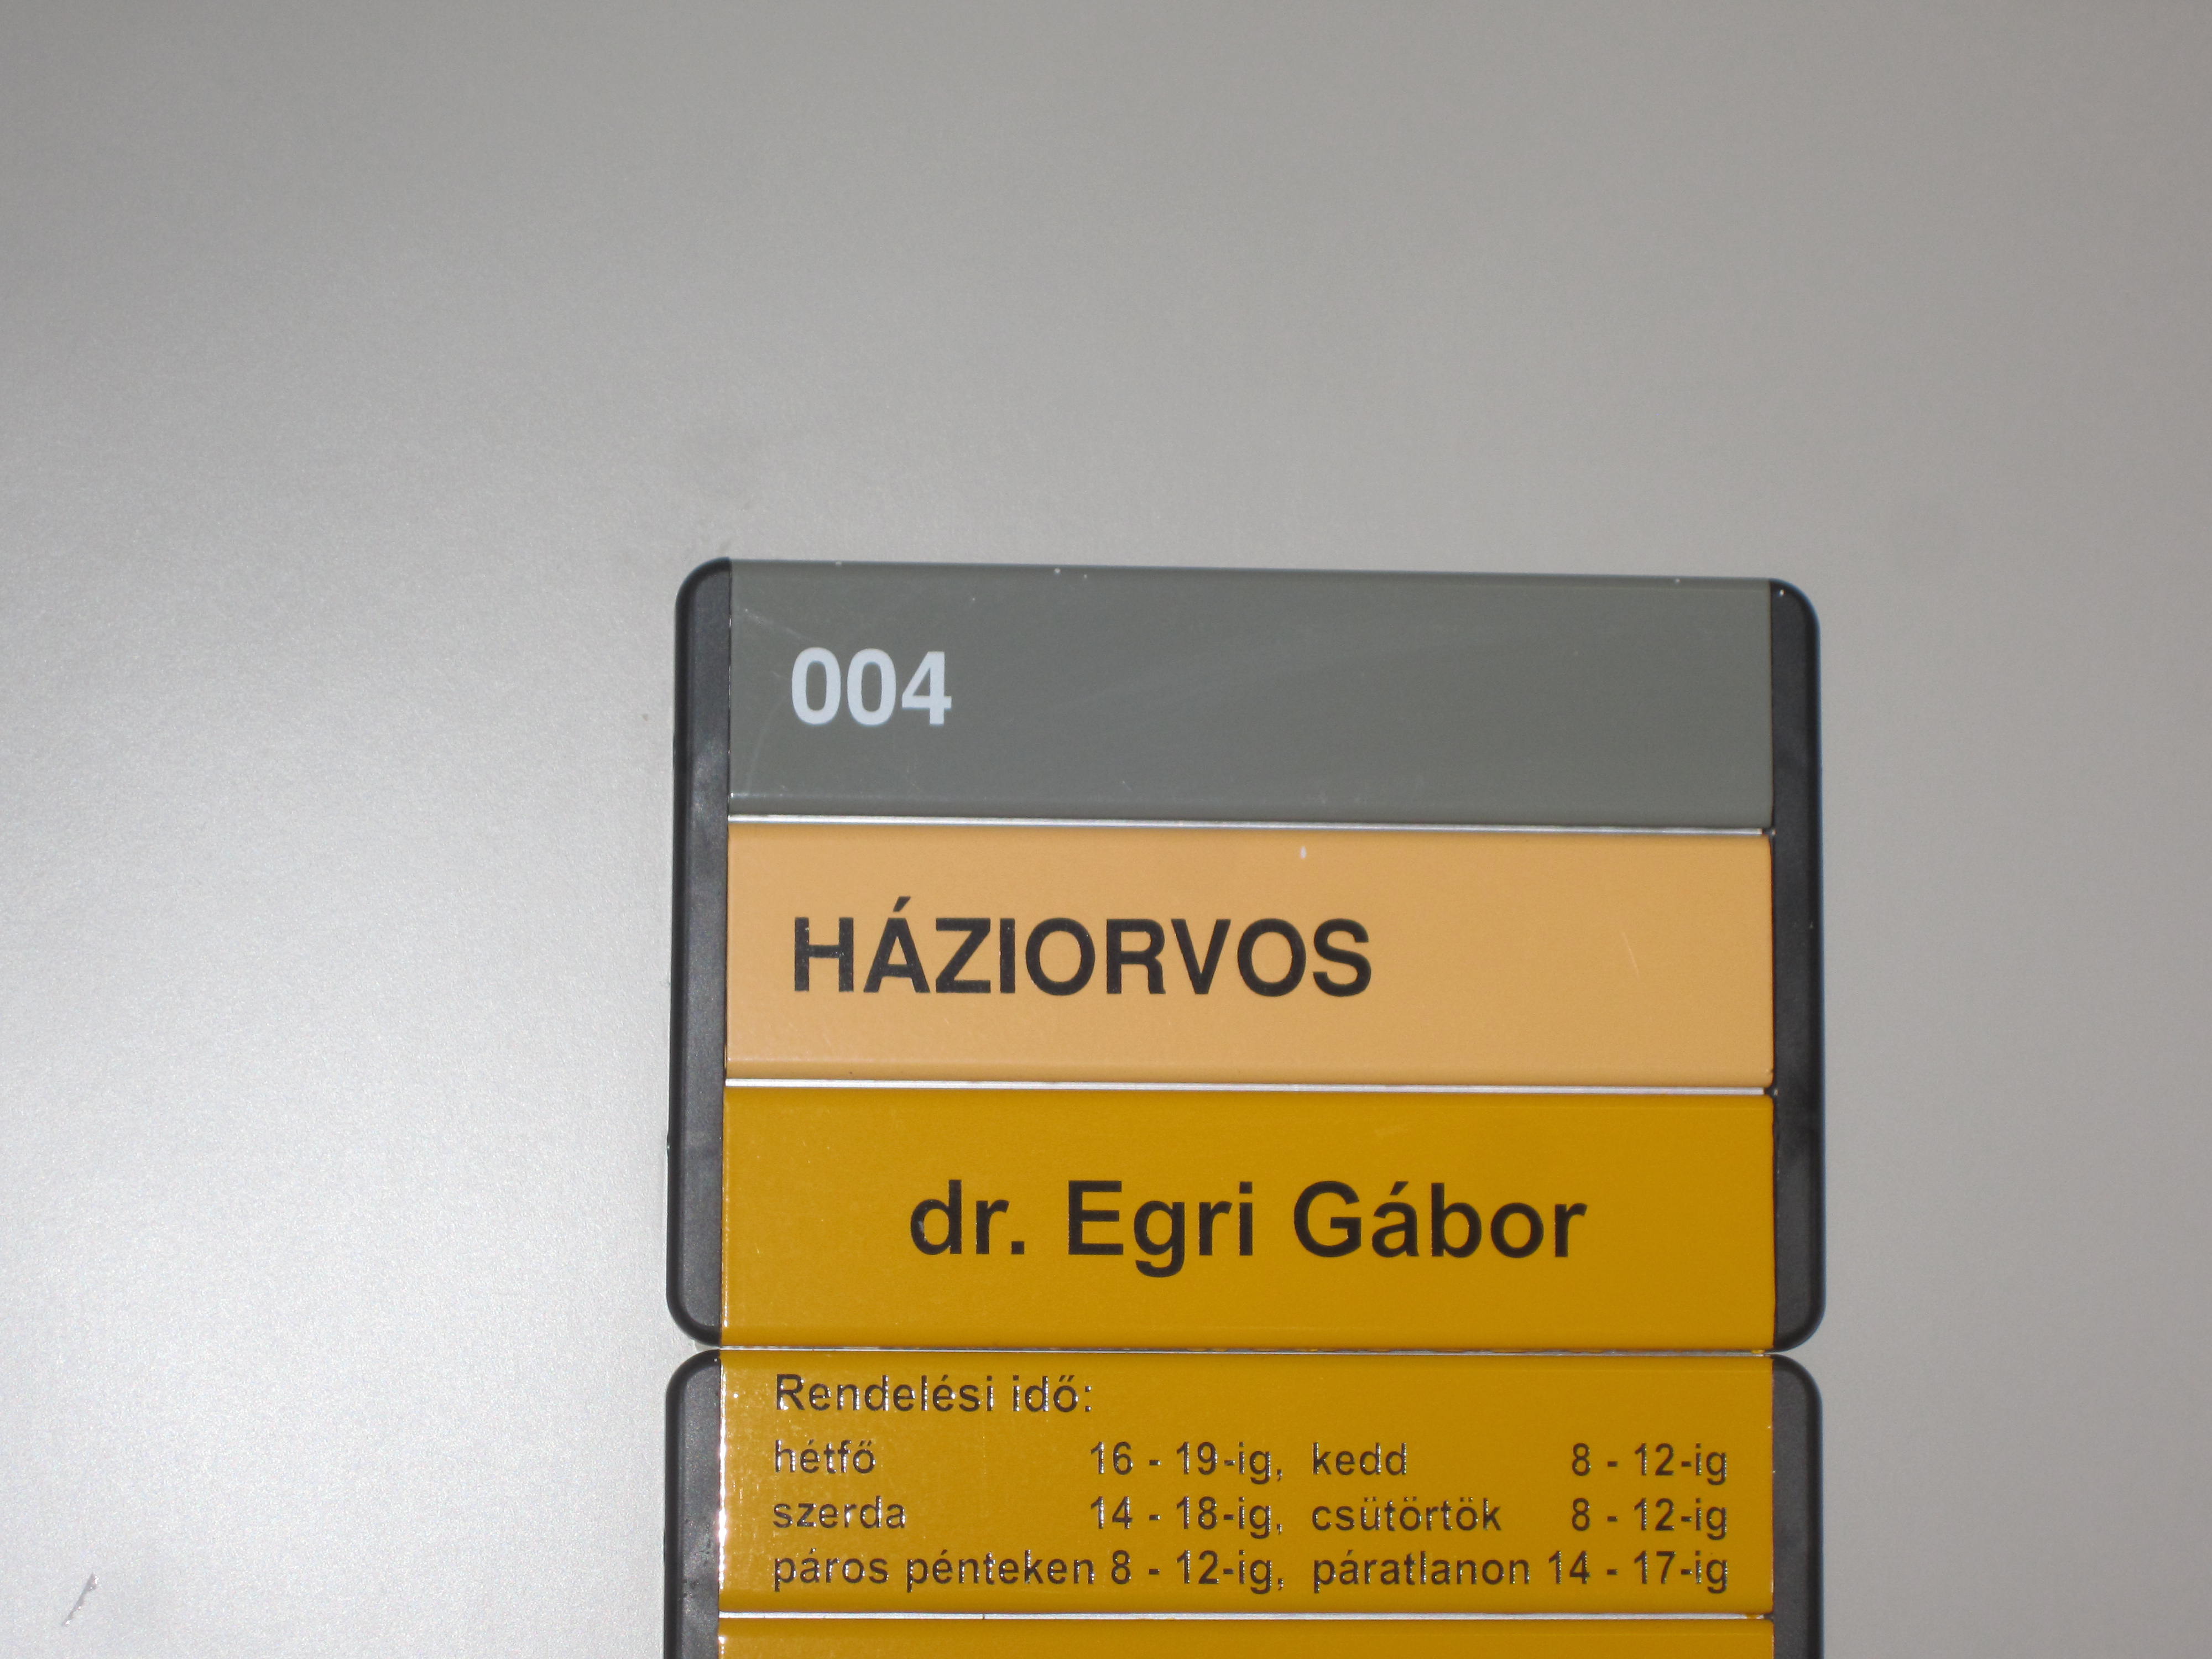 004
HÁZIORVOS
dr. Egri Gábor
Rendelési idő:
hétfő 16 - 19-ig, kedd 8 - 12-ig
szerda 14 - 18-ig, csütörtök 8 - 12-ig
páros pénteken 8 - 12-ig, páratlanon 14 - 17-ig